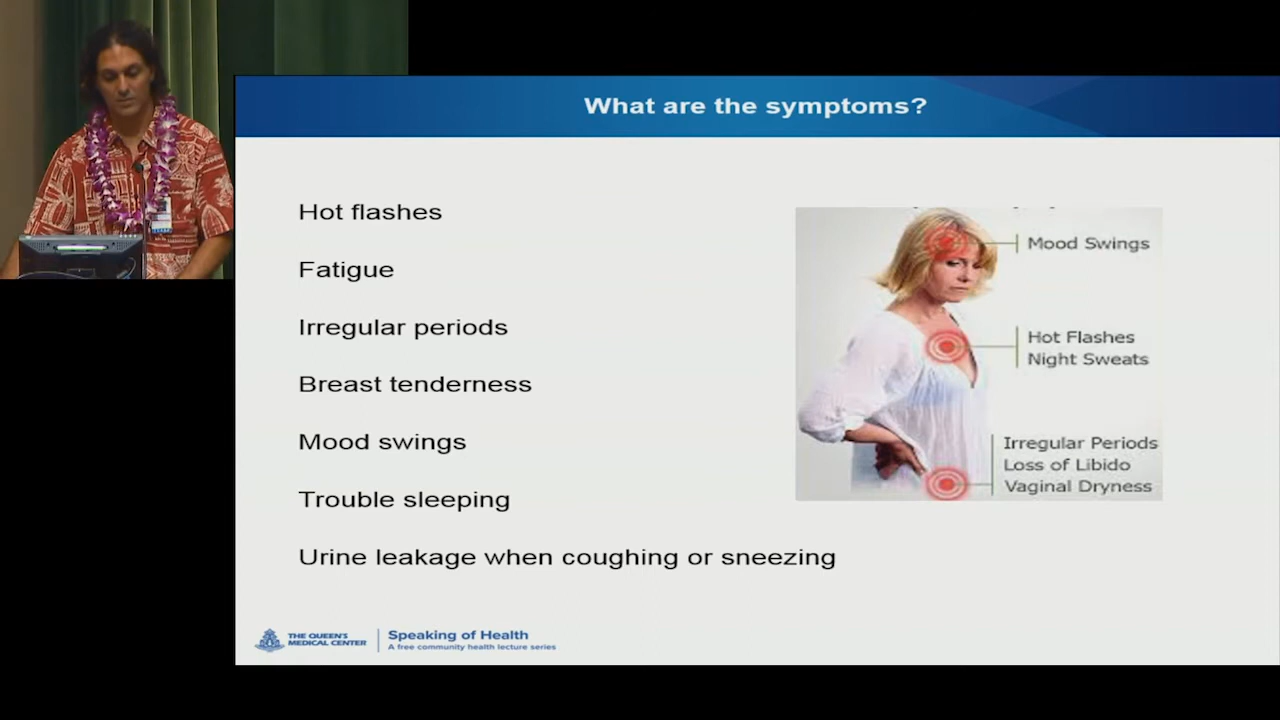 What are the symptoms?
Hot flashes
Fatigue
Irregular periods
Breast tenderness
Mood swings
Trouble sleeping
Urine leakage when coughing or sneezing
Mood Swings
Hot Flashes
Night Sweats
Irregular Periods
Loss of Libido
Vaginal Dryness
THE QUEEN'S
MEDICAL CENTER
Speaking of Health
A free community health lecture series